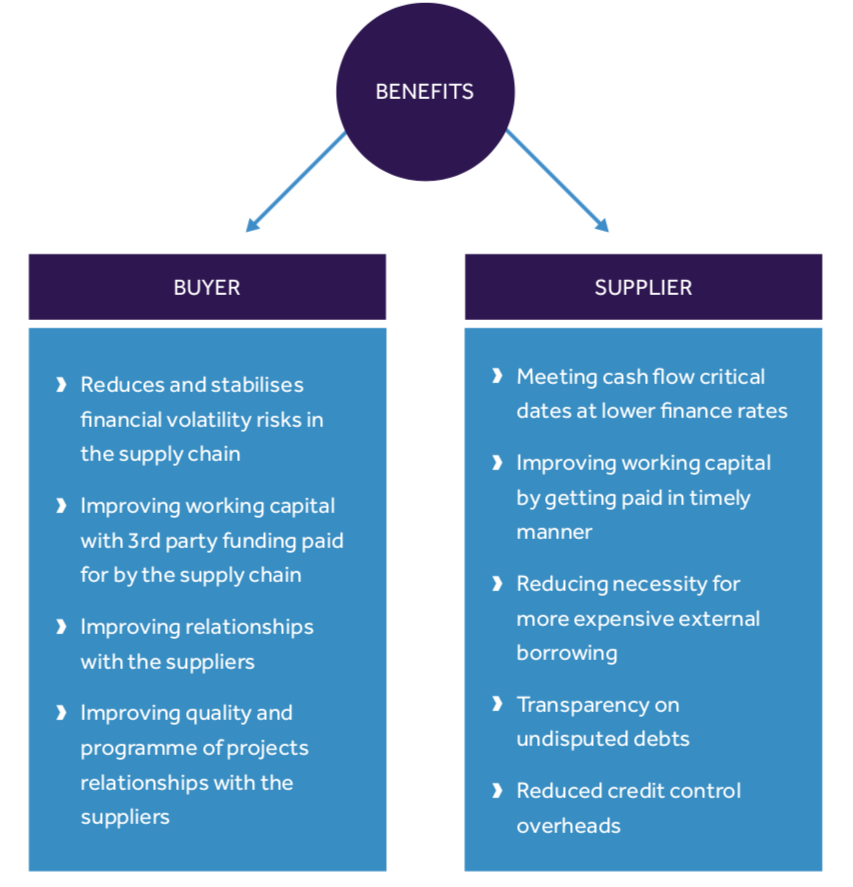 BENEFITS
BUYER
Reduces and stabilises
financial volatility risks in
the supply chain
Improving working capital
with 3rd party funding paid
for by the supply chain
Improving relationships
with the suppliers
Improving quality and
programme of projects
relationships with the
suppliers
SUPPLIER
Meeting cash flow critical
dates at lower finance rates
Improving working capital
by getting paid in timely
manner
Reducing necessity for
more expensive external
borrowing
Transparency on
undisputed debts
Reduced credit control
overheads